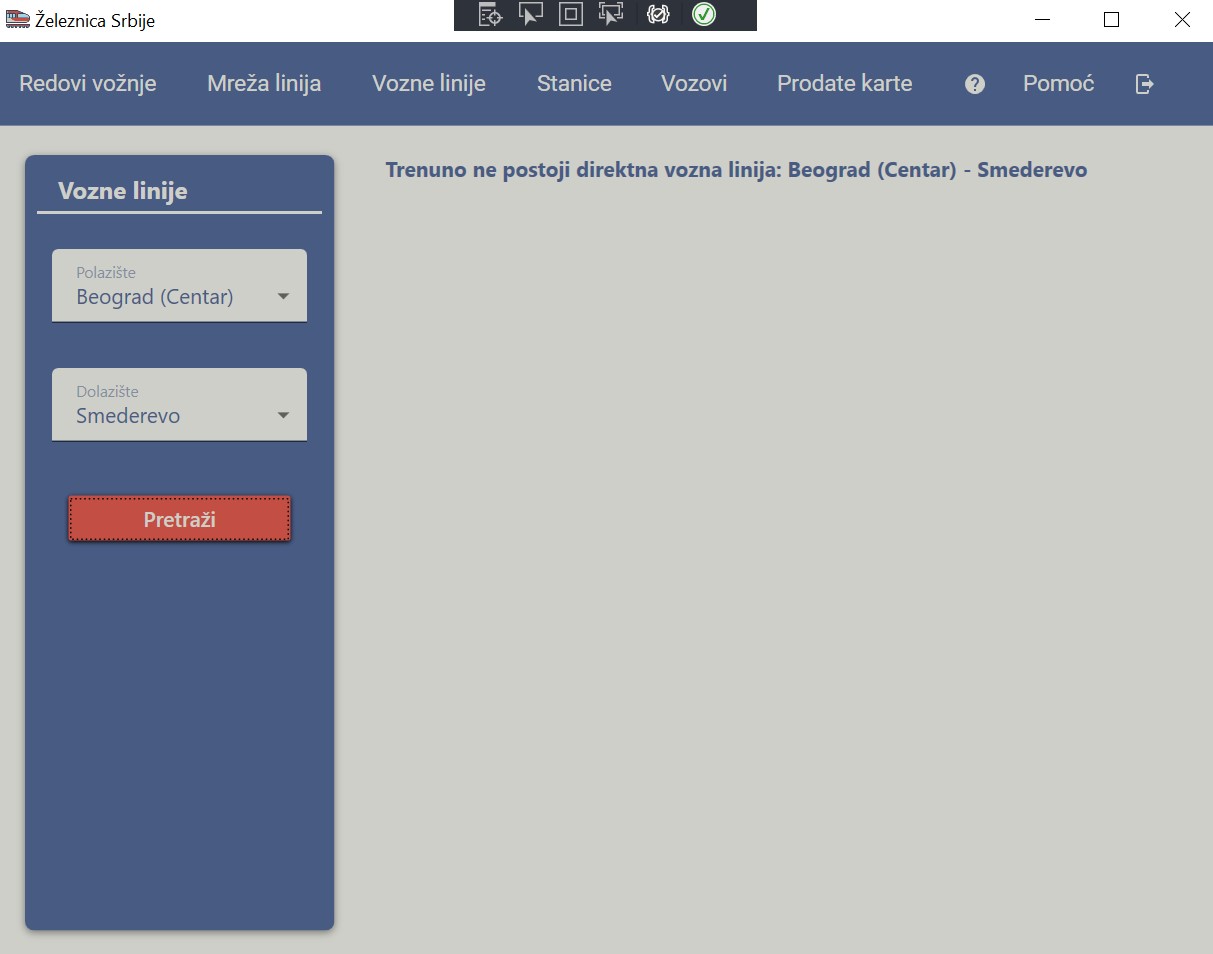 Železnica Srbije
Redovi vožnje Mreža linija Vozne linije Stanice Vozovi Prodate karte ? Pomoć
Vozne linije
Polazište
Beograd (Centar)
Dolazište
Smederevo
Pretraži
Trenuno ne postoji direktna vozna linija: Beograd (Centar) - Smederevo